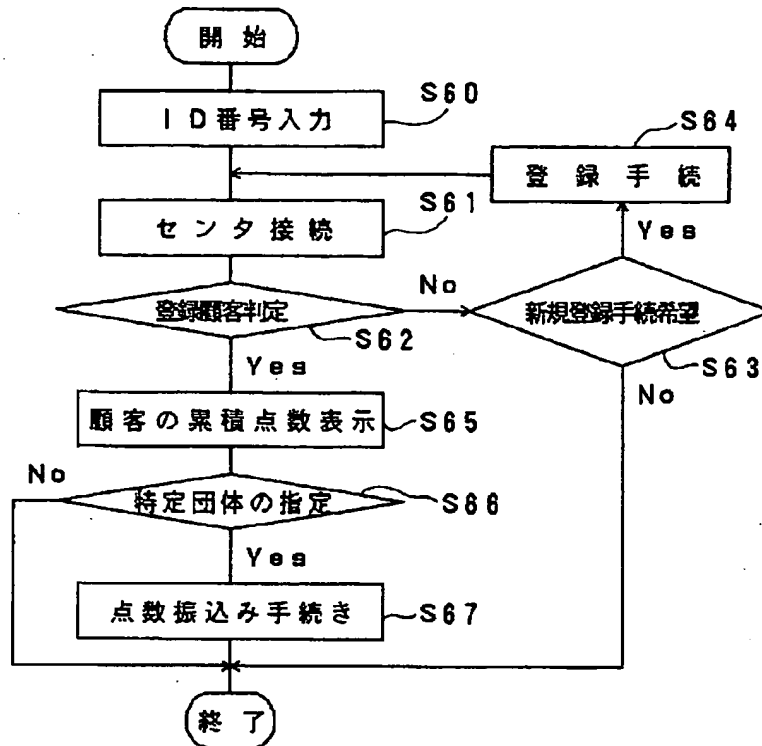 開始
ID番号入力
S60
センタ接続
S61
登録手続
S64
登録顧客判定
S62
No
Yes
新規登録手続希望
S63
Yes
No
顧客の累積点数表示
S65
特定団体の指定
S66
No
Yes
点数振込み手続き
S67
終了